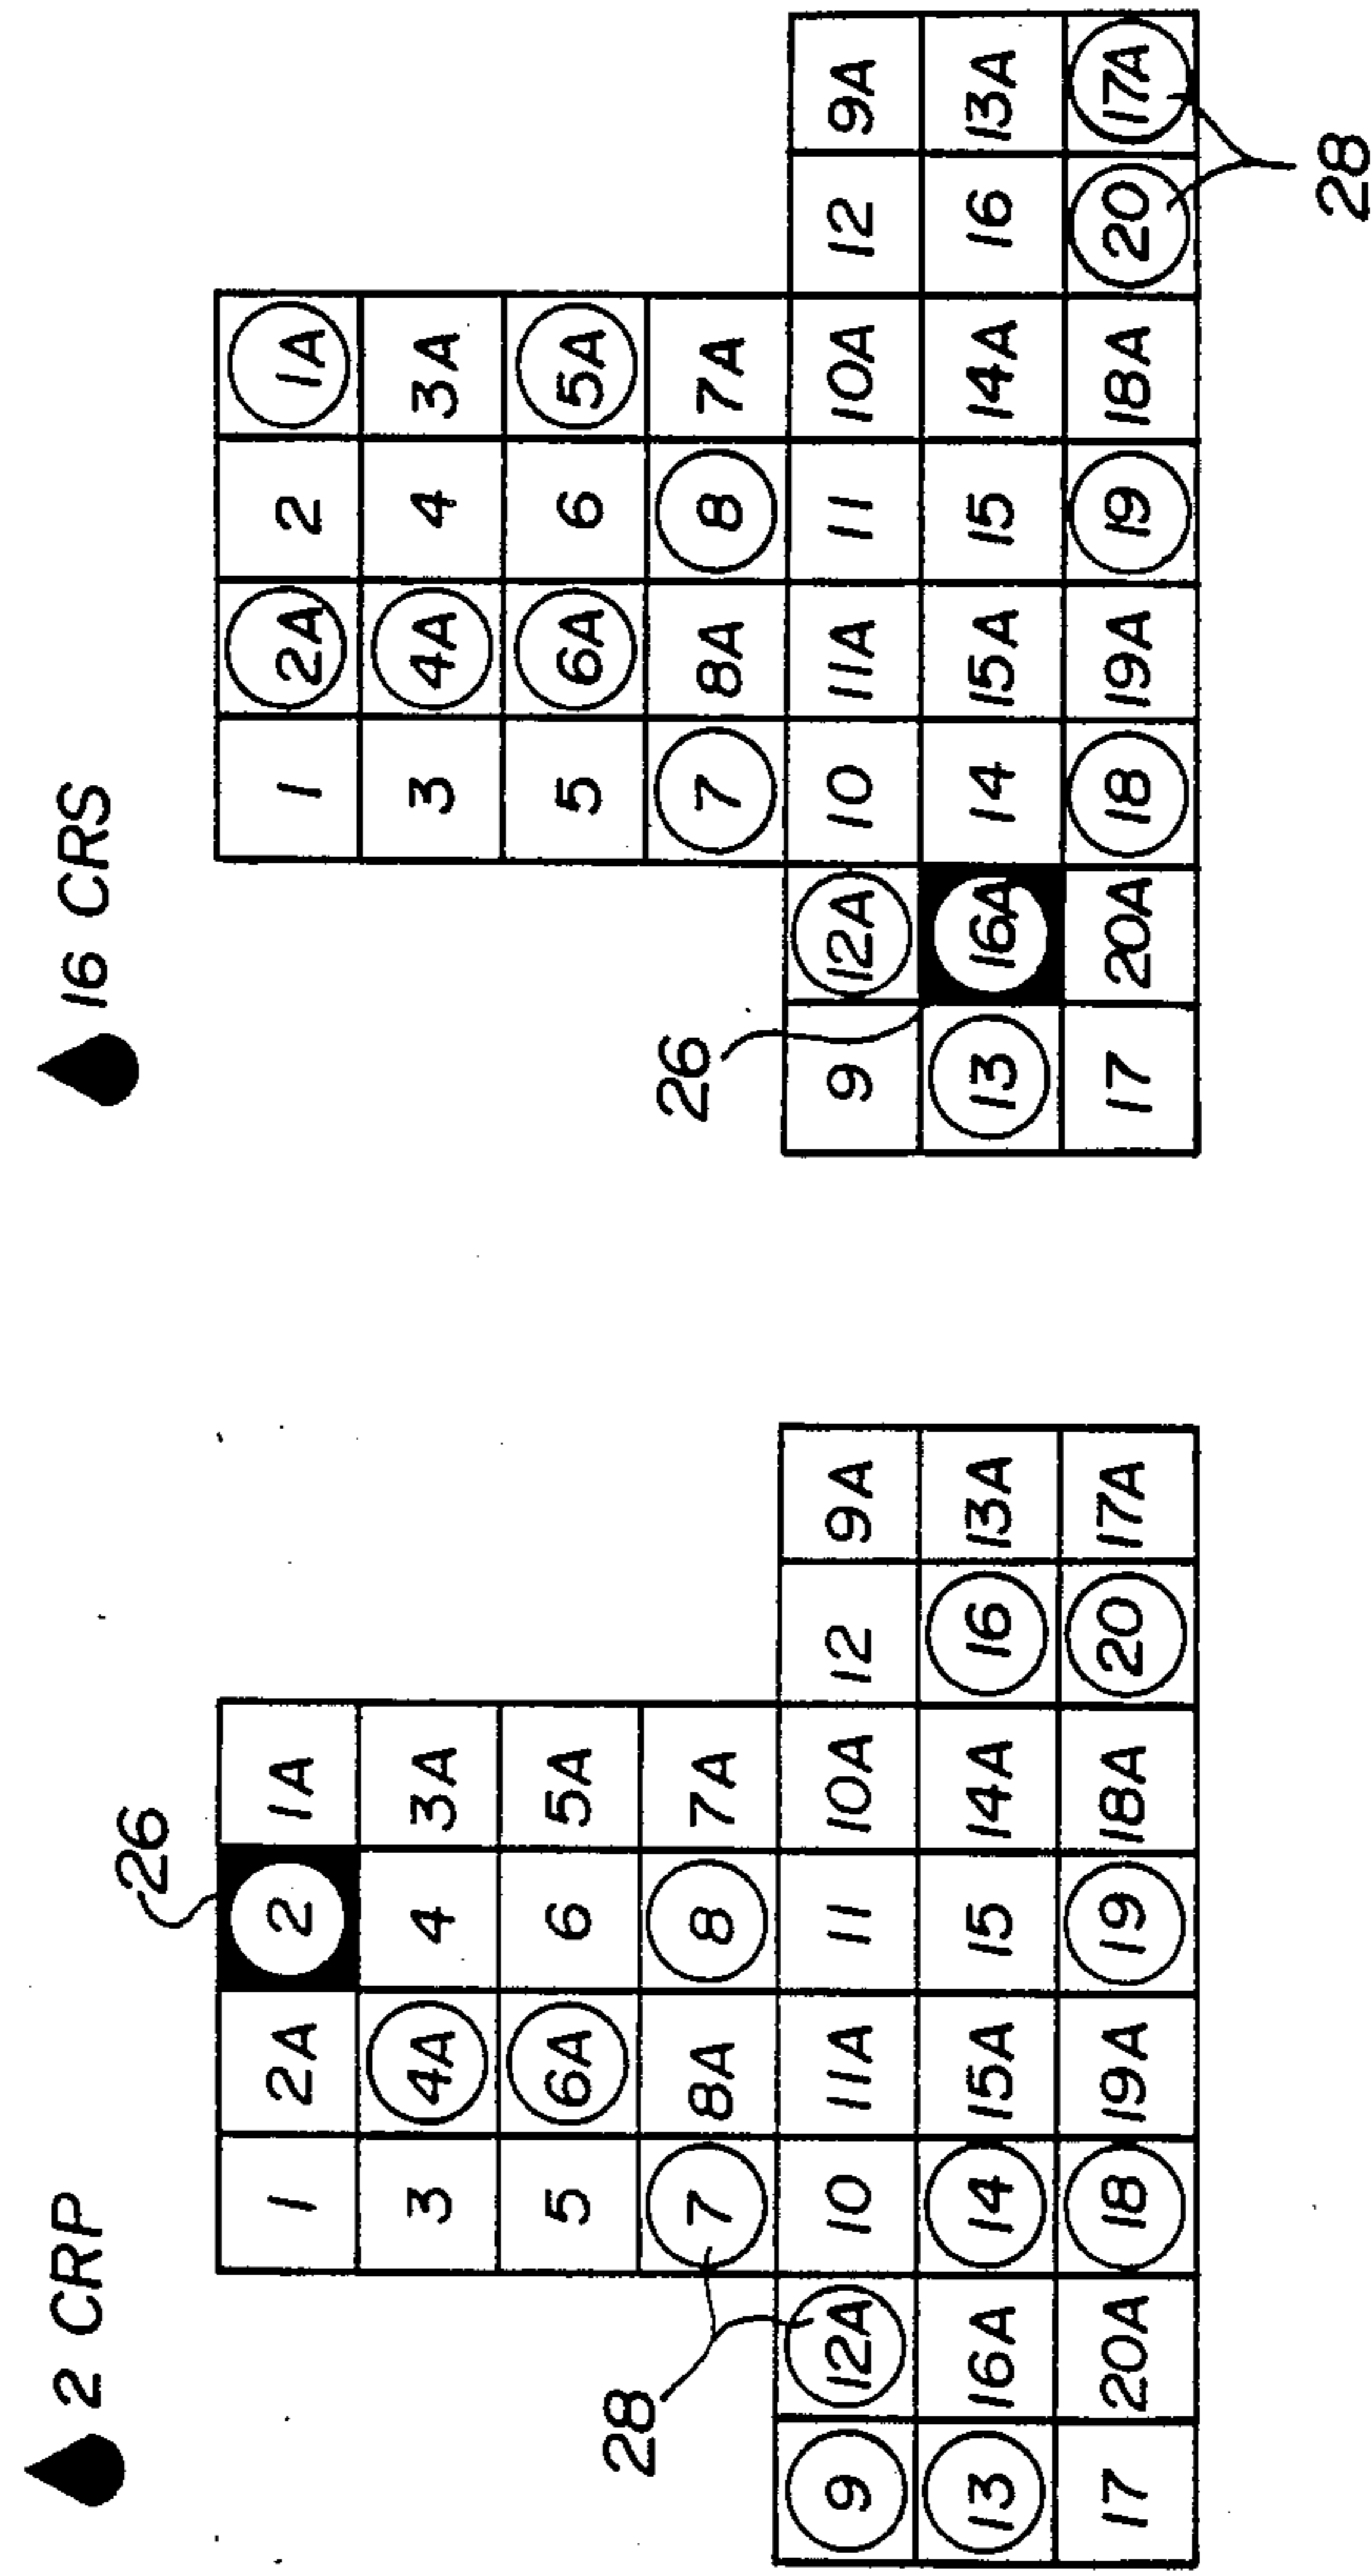 2 CRP
26
1 2A 2 1A
3 4A 4 3A
5 6A 6 5A
28
7 8A 8 7A
9 12A 10 11A 11 10A 12 9A
13 16A 14 15A 15 14A 16 13A
17 20A 18 19A 19 18A 20 17A
16 CRS
1 2A 2 1A
3 4A 4 3A
5 6A 6 5A
26
7 8A 8 7A
9 12A 10 11A 11 10A 12 9A
13 16A 14 15A 15 14A 16 13A
17 20A 18 19A 19 18A 20 17A
28